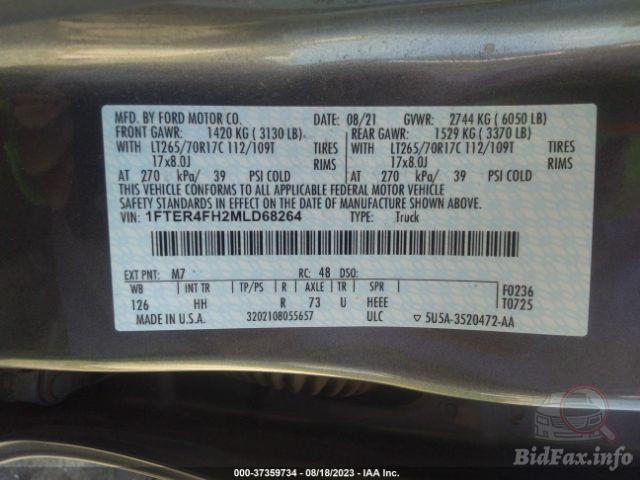 MFD. BY FORD MOTOR CO. 08/21 GVWR: 2744 KG ( 6050 LB)
FRONT GAWR: 1420 KG ( 3130 LB) REAR GAWR: 1529 KG ( 3370 LB)
WITH LT265/70R17C 112/109T TIRES WITH LT265/70R17C 112/109T TIRES
17x8.0J RIMS 17x8.0J RIMS
AT 270 kPa/ 39 PSI COLD AT 270 kPa/ 39 PSI COLD
THIS VEHICLE CONFORMS TO ALL APPLICABLE FEDERAL MOTOR VEHICLE
SAFETY STANDARDS IN EFFECT ON THE DATE OF MANUFACTURE SHOWN ABOVE.
VIN: 1FTER4FH2MLD68264 TYPE: Truck
EXT PNT: M7 RC: 48 DSO:
WB INT TR TP/PS R AXLE TR SPR F0236
126 HH R 73 U HEEE T0725
MADE IN U.S.A. 3202108055657 ULC ▽ 5U5A-3520472-AA
BidFax.info
000-37359734 - 08/18/2023 - IAA Inc.